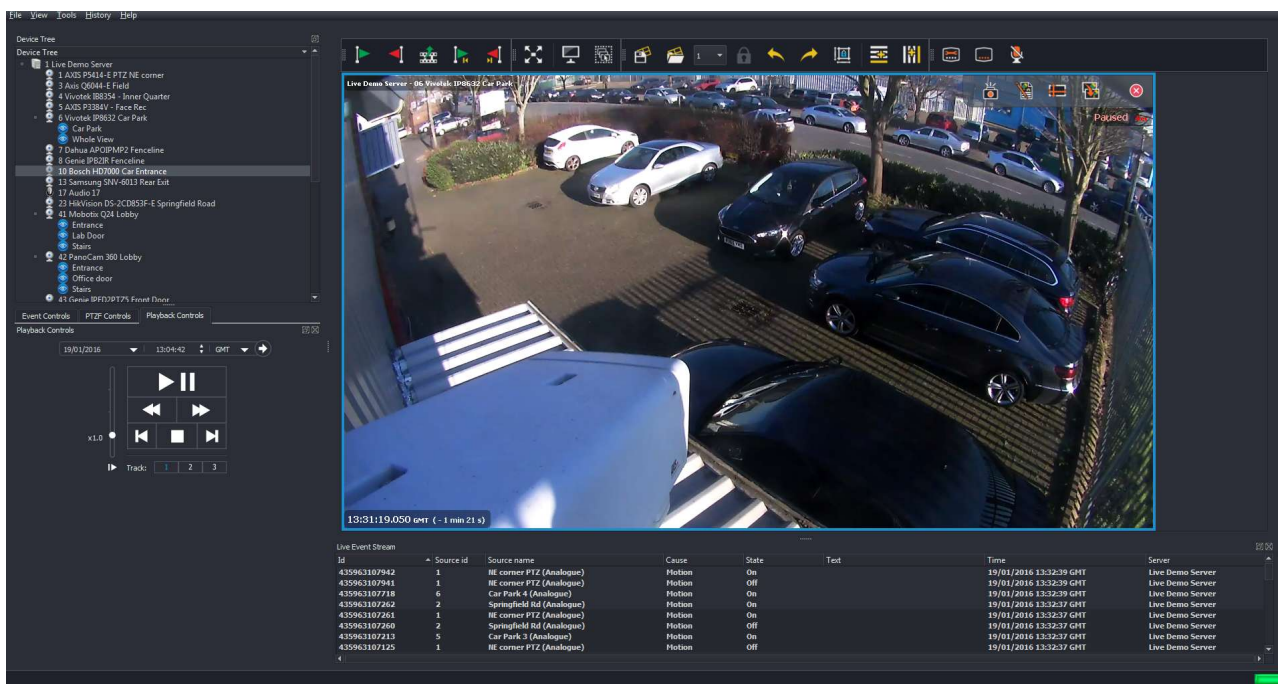 File View Tools History Help
Device Tree
Device Tree
1 Live Demo Server
1 AXIS P5414-E PTZ NE corner
3 Axis Q6044-E Field
4 Vivotek IB8354 - Inner Quarter
5 AXIS P3384V - Face Rec
6 Vivotek IP8632 Car Park
Car Park
Whole View
7 Dahua APOIPMP2 Fenceline
8 Genie IPB2IR Fenceline
10 Bosch HD7000 Car Entrance
13 Samsung SNV-6013 Rear Exit
17 Audio 17
23 HikVision DS-2CD853F-E Springfield Road
41 Mobotix Q24 Lobby
Entrance
Lab Door
Stairs
42 PanoCam 360 Lobby
Entrance
Office door
Stairs
43 Genie IPFD2PTZ5 Front Door
Event Controls PTZF Controls Playback Controls
Playback Controls
19/01/2016 13:04:42 GMT
x1.0
Track: 1 2 3
1
Live Demo Server - 06 Vivotek IP8632 Car Park
Paused
13:31:19.050 GMT ( - 1 min 21 s)
Live Event Stream
Id Source id Source name Cause State Text Time Server
435963107942 1 NE corner PTZ (Analogue) Motion On 19/01/2016 13:32:39 GMT Live Demo Server
435963107941 1 NE corner PTZ (Analogue) Motion Off 19/01/2016 13:32:39 GMT Live Demo Server
435963107718 6 Car Park 4 (Analogue) Motion On 19/01/2016 13:32:39 GMT Live Demo Server
435963107262 2 Springfield Rd (Analogue) Motion On 19/01/2016 13:32:37 GMT Live Demo Server
435963107261 1 NE corner PTZ (Analogue) Motion On 19/01/2016 13:32:37 GMT Live Demo Server
435963107260 2 Springfield Rd (Analogue) Motion Off 19/01/2016 13:32:37 GMT Live Demo Server
435963107213 5 Car Park 3 (Analogue) Motion On 19/01/2016 13:32:37 GMT Live Demo Server
435963107125 1 NE corner PTZ (Analogue) Motion Off 19/01/2016 13:32:37 GMT Live Demo Server